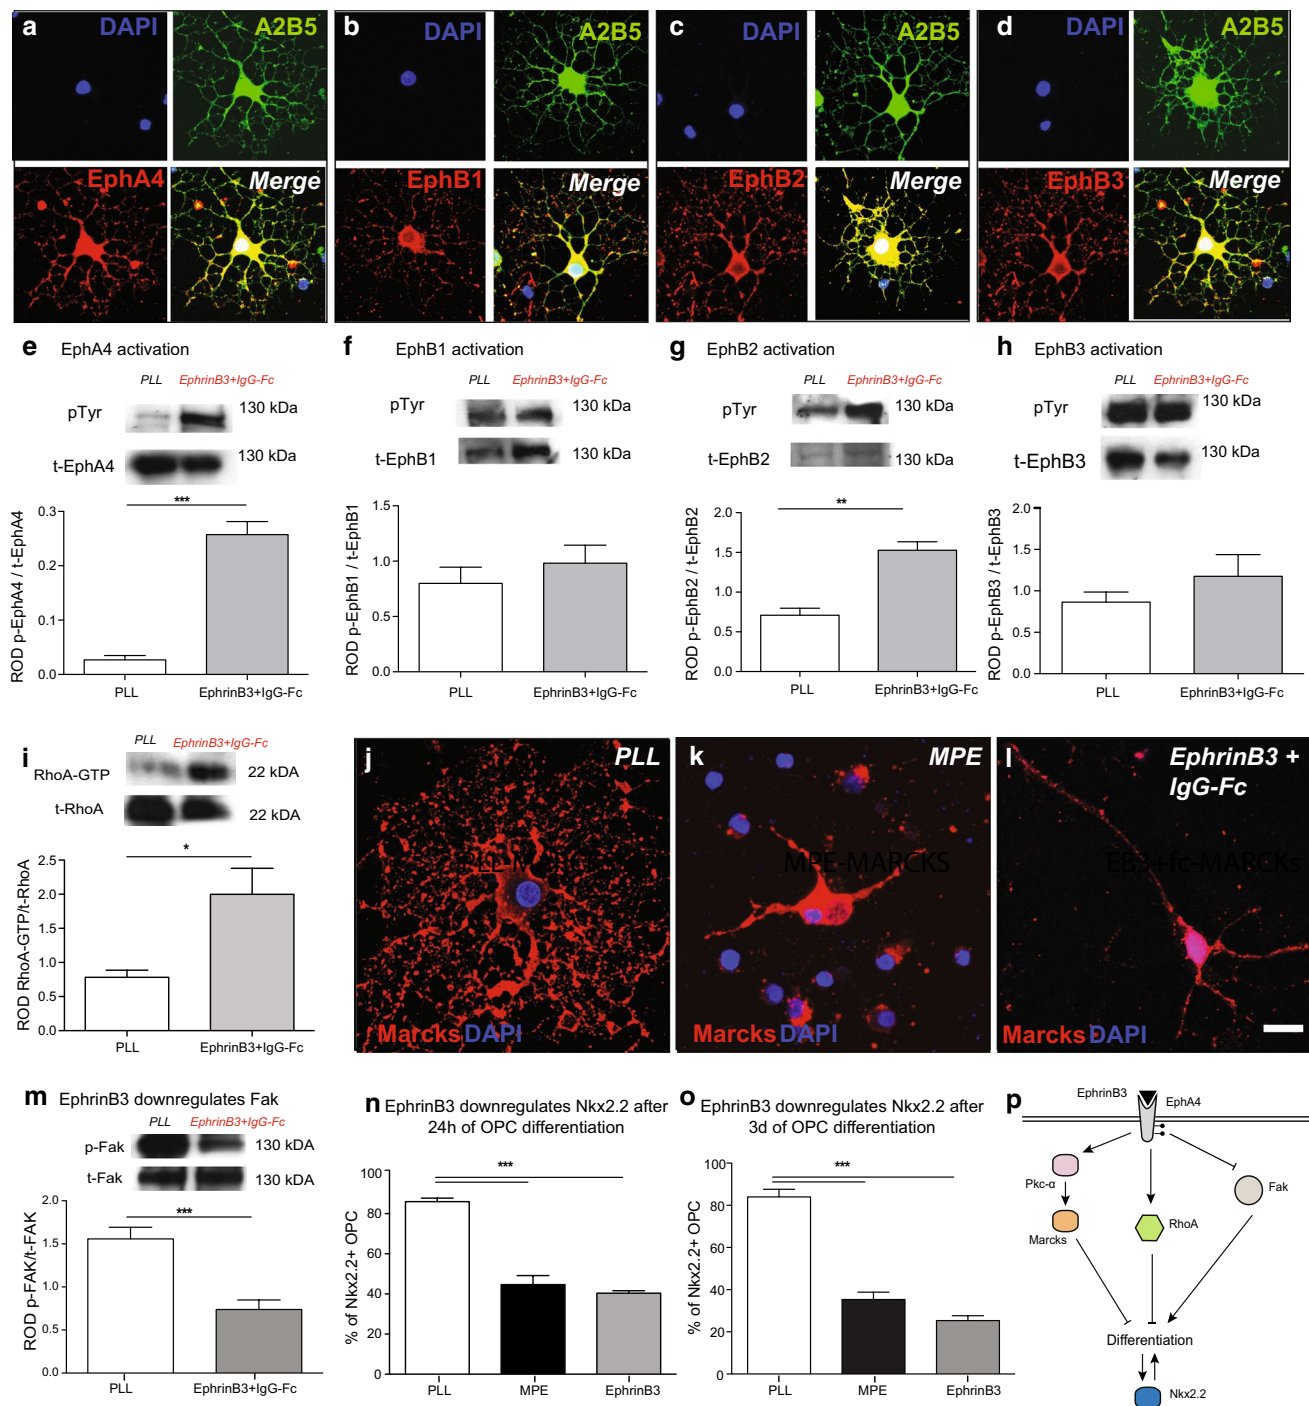 a DAPI A2B5 b DAPI A2B5 c DAPI A2B5 d DAPI A2B5
EphA4 Merge EphB1 Merge EphB2 Merge EphB3 Merge
e EphA4 activation
PLL EphrinB3+IgG-Fc
pTyr 130 kDa
t-EphA4 130 kDa
***
ROD p-EphA4 / t-EphA4
0.3
0.2
0.1
0.0
PLL EphrinB3+IgG-Fc
f EphB1 activation
PLL EphrinB3+IgG-Fc
pTyr 130 kDa
t-EphB1 130 kDa
ROD p-EphB1 / t-EphB1
1.5
1.0
0.5
0.0
PLL EphrinB3+IgG-Fc
g EphB2 activation
PLL EphrinB3+IgG-Fc
pTyr 130 kDa
t-EphB2 130 kDa
**
ROD p-EphB2 / t-EphB2
2.0
1.5
1.0
0.5
0.0
PLL EphrinB3+IgG-Fc
h EphB3 activation
PLL EphrinB3+IgG-Fc
pTyr 130 kDa
t-EphB3 130 kDa
ROD p-EphB3 / t-EphB3
2.0
1.5
1.0
0.5
0.0
PLL EphrinB3+IgG-Fc
i
PLL EphrinB3+IgG-Fc
RhoA-GTP 22 kDA
t-RhoA 22 kDA
*
ROD RhoA-GTP/t-RhoA
2.5
2.0
1.5
1.0
0.5
0.0
PLL EphrinB3+IgG-Fc
j PLL
Marcks DAPI
k MPE
MPE-MARCKS
Marcks DAPI
l EphrinB3 +
IgG-Fc
EB3+fc-MARCKs
Marcks DAPI
m EphrinB3 downregulates Fak
PLL EphrinB3+IgG-Fc
p-Fak 130 kDA
t-Fak 130 kDA
***
ROD p-FAK/t-FAK
2.0
1.5
1.0
0.5
0.0
PLL EphrinB3+IgG-Fc
n EphrinB3 downregulates Nkx2.2 after
24h of OPC differentiation
***
% of Nkx2.2+ OPC
100
80
60
40
20
0
PLL MPE EphrinB3
o EphrinB3 downregulates Nkx2.2 after
3d of OPC differentiation
***
% of Nkx2.2+ OPC
100
80
60
40
20
0
PLL MPE EphrinB3
p
EphrinB3 EphA4
Pkc-α Fak
Marcks RhoA
Differentiation
Nkx2.2